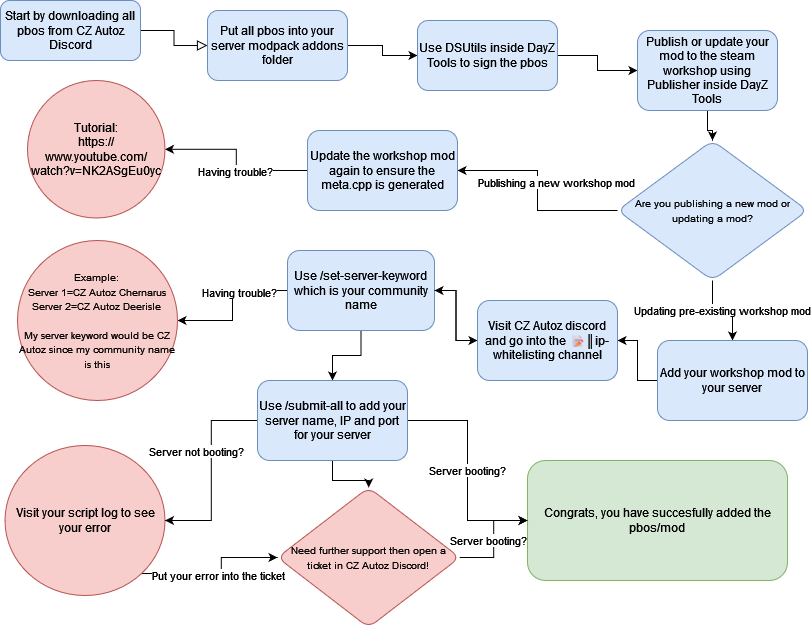 Start by downloading all
pbos from CZ Autoz
Discord
Put all pbos into your
server modpack addons
folder
Use DSUtils inside DayZ
Tools to sign the pbos
Publish or update your
mod to the steam
workshop using
Publisher inside DayZ
Tools
Tutorial:
https://
www.youtube.com/
watch?v=NK2ASgEu0yc
Having trouble?
Update the workshop mod
again to ensure the
meta.cpp is generated
Publishing a new workshop mod
Are you publishing a new mod or
updating a mod?
Example:
Server 1=CZ Autoz Chernarus
Server 2=CZ Autoz Deerisle
My server keyword would be CZ
Autoz since my community name
is this
Having trouble?
Use /set-server-keyword
which is your community
name
Visit CZ Autoz discord
and go into the 📝║ip-
whitelisting channel
Updating pre-existing workshop mod
Add your workshop mod to
your server
Use /submit-all to add your
server name, IP and port
for your server
Server not booting?
Server booting?
Visit your script log to see
your error
Put your error into the ticket
Need further support then open a
ticket in CZ Autoz Discord!
Server booting?
Congrats, you have succesfully added the
pbos/mod